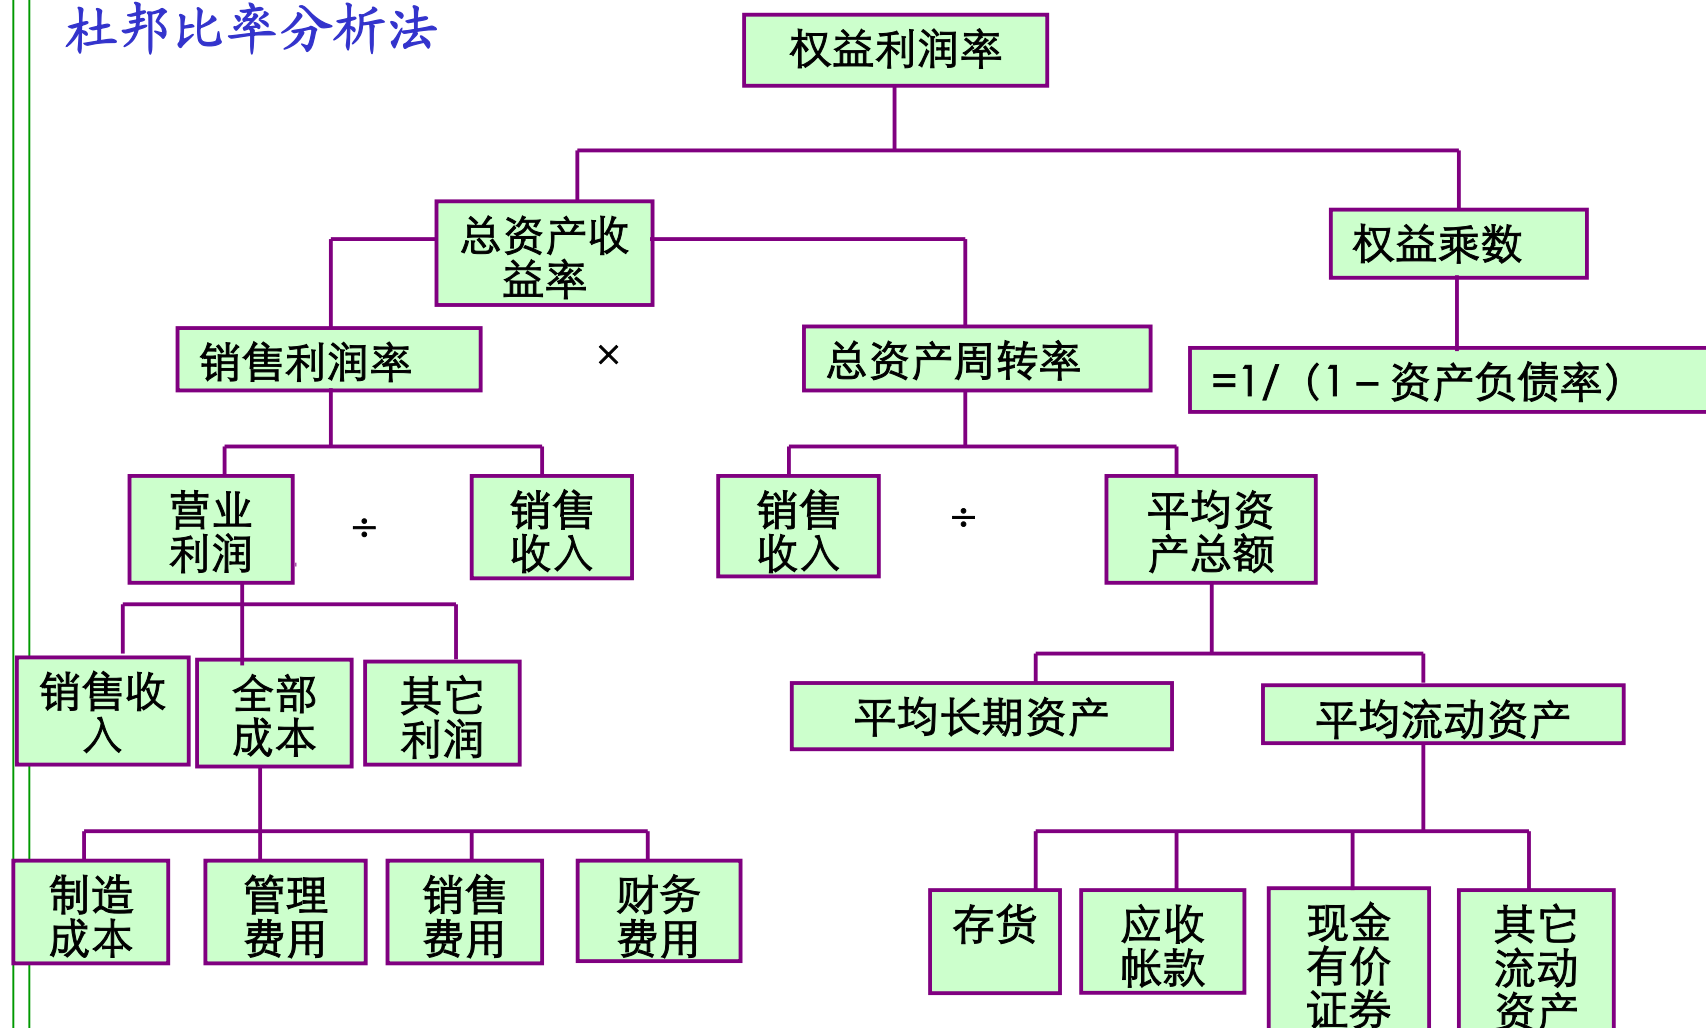 杜邦比率分析法
权益利润率
总资产收
益率
权益乘数
销售利润率
×
总资产周转率
=1/（1－资产负债率）
营业
利润
÷
销售
收入
销售
收入
÷
平均资
产总额
销售收
入
全部
成本
其它
利润
平均长期资产
平均流动资产
制造
成本
管理
费用
销售
费用
财务
费用
存货
应收
帐款
现金
有价
证券
其它
流动
资产